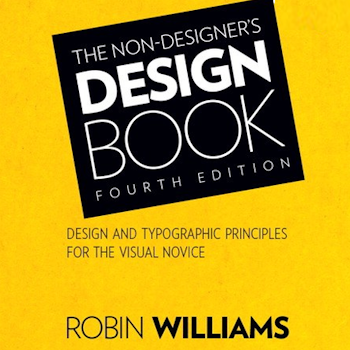 THE NON-DESIGNER'S
DESIGN
BOOK
FOURTH EDITION
DESIGN AND TYPOGRAPHIC PRINCIPLES
FOR THE VISUAL NOVICE
ROBIN WILLIAMS